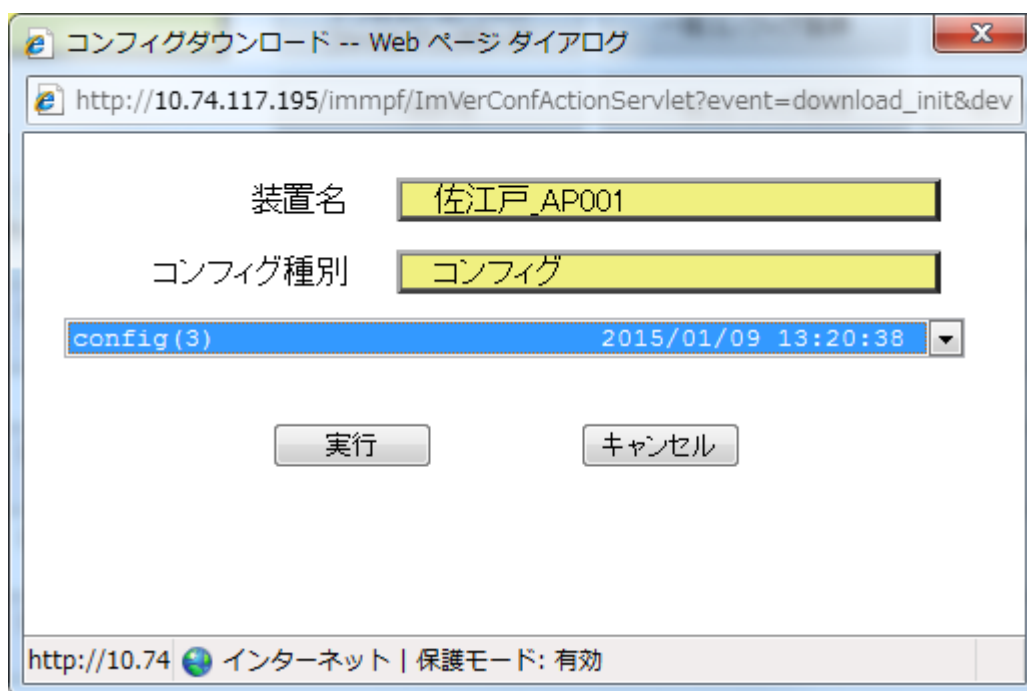 コンフィグダウンロード -- Web ページ ダイアログ
http://10.74.117.195/immpf/ImVerConfActionServlet?event=download_init&dev
装置名 佐江戸_AP001
コンフィグ種別 コンフィグ
config(3) 2015/01/09 13:20:38
実行 キャンセル
http://10.74 インターネット | 保護モード: 有効